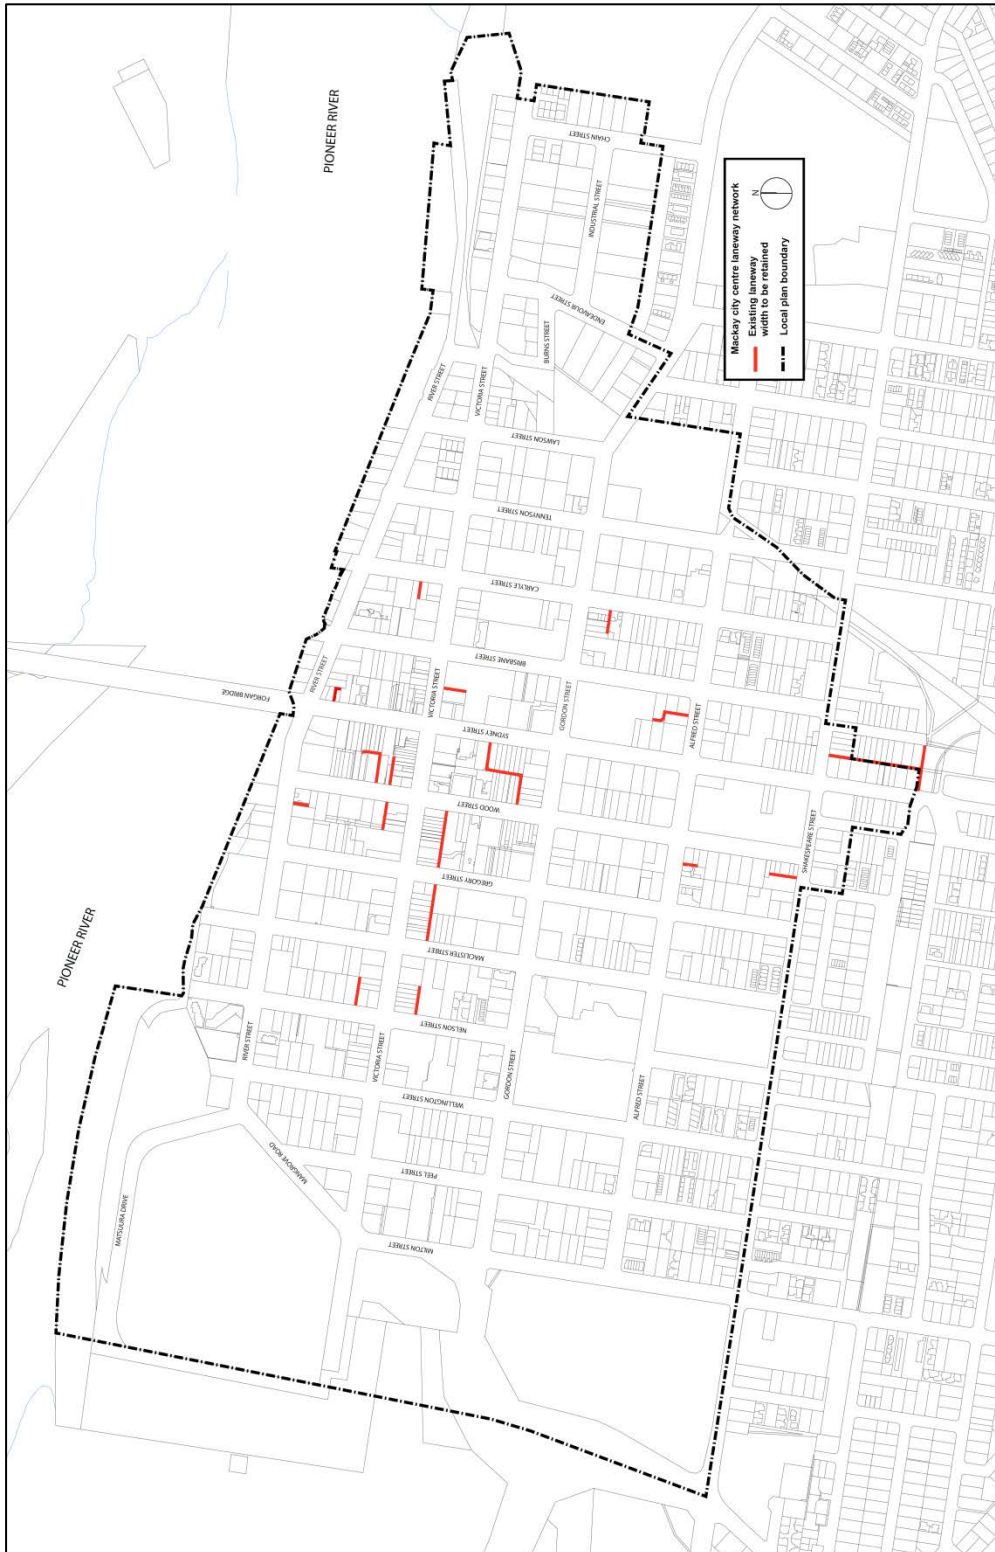 PIONEER RIVER
CHAIN STREET
INDUSTRIAL STREET
ENDEAVOUR STREET
BURNS STREET
RIVER STREET
VICTORIA STREET
LAWSON STREET
TENNYSON STREET
CARLYLE STREET
BRISBANE STREET
FORGAN BRIDGE
RIVER STREET
VICTORIA STREET
SYDNEY STREET
GORDON STREET
ALFRED STREET
WOOD STREET
SHAKESPEARE STREET
GREGORY STREET
MACALISTER STREET
PIONEER RIVER
NELSON STREET
RIVER STREET
VICTORIA STREET
GORDON STREET
WELLINGTON STREET
ALFRED STREET
PEEL STREET
MANGROVE ROAD
MATSUURA DRIVE
MILTON STREET
Mackay city centre laneway network
Existing laneway
width to be retained
Local plan boundary
N